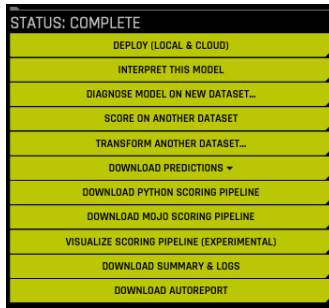 STATUS: COMPLETE
DEPLOY (LOCAL & CLOUD)
INTERPRET THIS MODEL
DIAGNOSE MODEL ON NEW DATASET...
SCORE ON ANOTHER DATASET
TRANSFORM ANOTHER DATASET...
DOWNLOAD PREDICTIONS
DOWNLOAD PYTHON SCORING PIPELINE
DOWNLOAD MOJO SCORING PIPELINE
VISUALIZE SCORING PIPELINE (EXPERIMENTAL)
DOWNLOAD SUMMARY & LOGS
DOWNLOAD AUTOREPORT